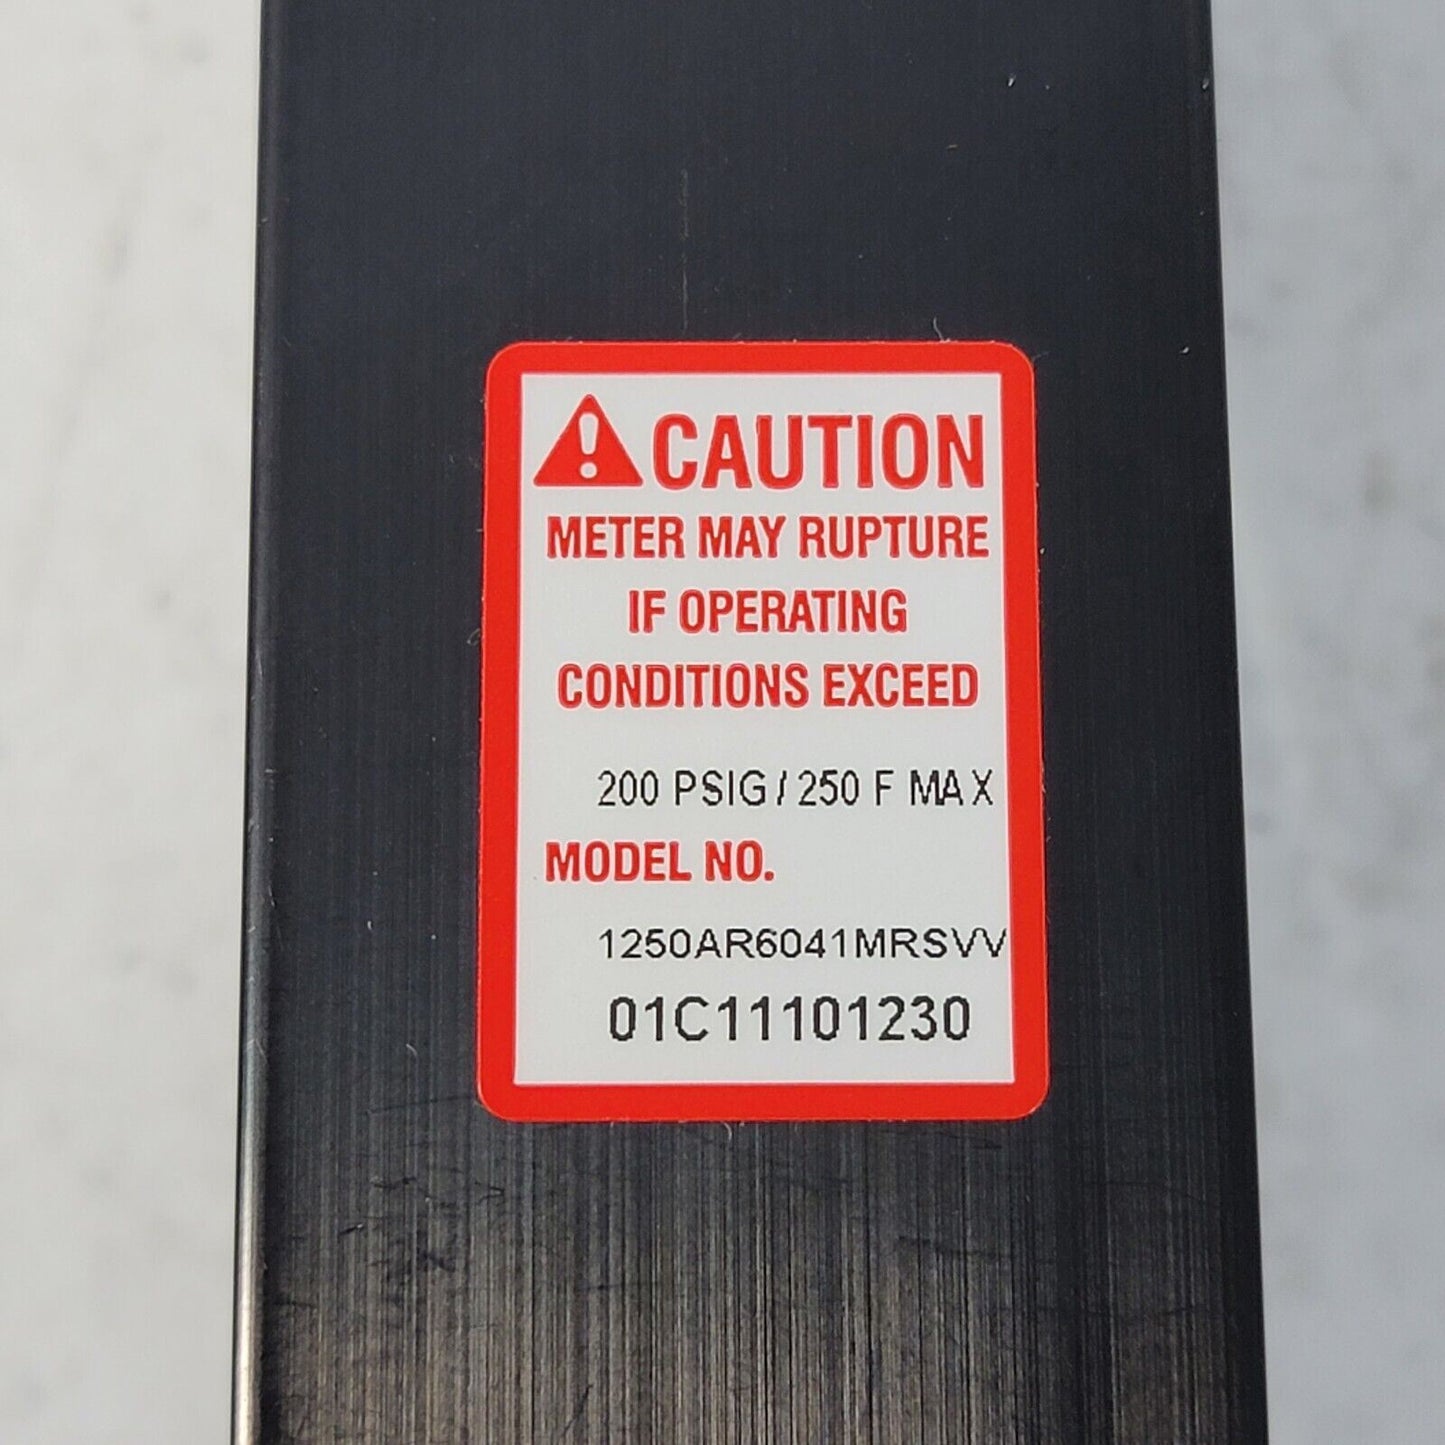 CAUTION
METER MAY RUPTURE
IF OPERATING
CONDITIONS EXCEED
200 PSIG / 250 F MAX
MODEL NO.
1250AR6041MRSVV
01C11101230